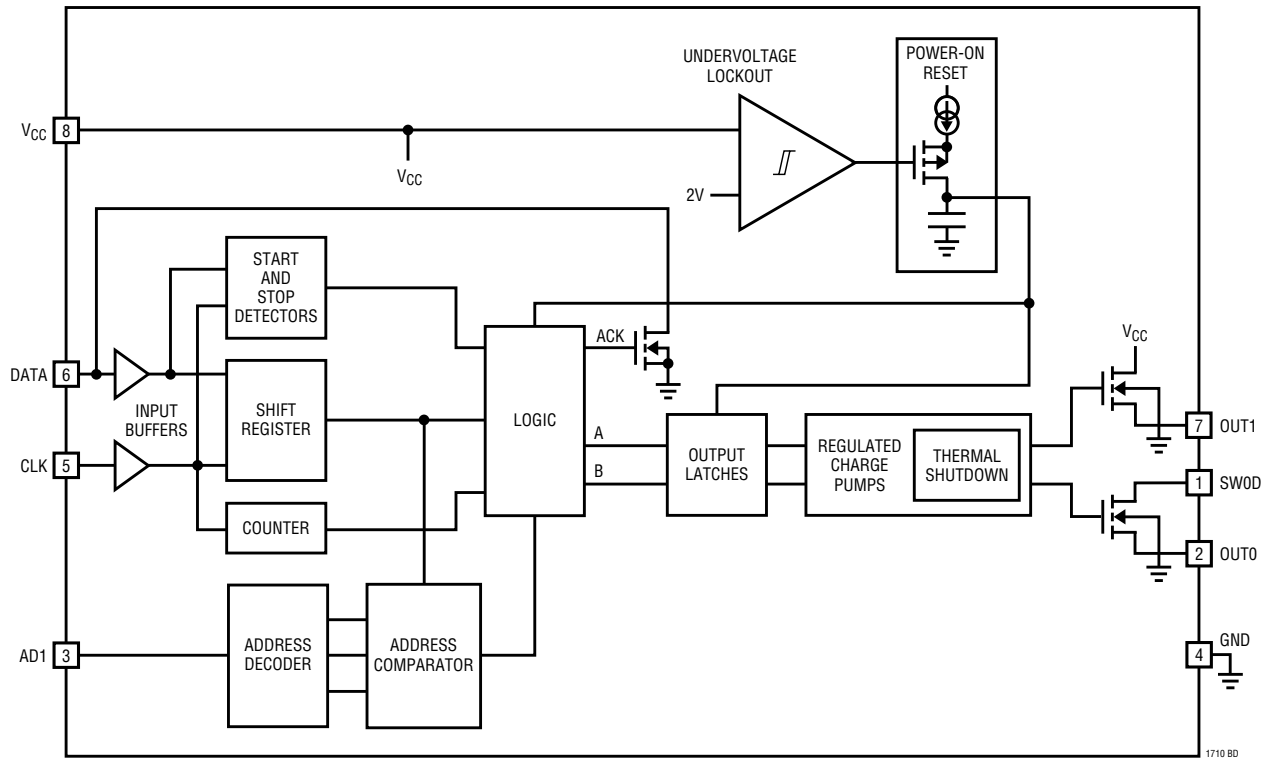 UNDERVOLTAGE
LOCKOUT
POWER-ON
RESET
VCC 8
VCC
2V
START
AND
STOP
DETECTORS
DATA 6
INPUT
BUFFERS
SHIFT
REGISTER
CLK 5
COUNTER
LOGIC
ACK
A
B
OUTPUT
LATCHES
REGULATED
CHARGE
PUMPS
THERMAL
SHUTDOWN
VCC
7 OUT1
1 SW0D
2 OUT0
AD1 3
ADDRESS
DECODER
ADDRESS
COMPARATOR
4 GND
1710 BD